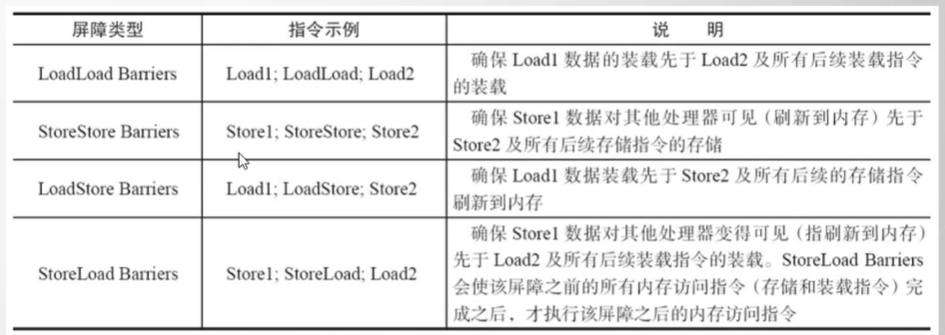 屏障类型 指令示例 说 明
LoadLoad Barriers Load1; LoadLoad; Load2 确保 Load1 数据的装载先于 Load2 及所有后续装载指令
的装载
StoreStore Barriers Store1; StoreStore; Store2 确保 Store1 数据对其他处理器可见（刷新到内存）先于
Store2 及所有后续存储指令的存储
LoadStore Barriers Load1; LoadStore; Store2 确保 Load1 数据装载先于 Store2 及所有后续的存储指令
刷新到内存
StoreLoad Barriers Store1; StoreLoad; Load2 确保 Store1 数据对其他处理器变得可见（指刷新到内存）
先于 Load2 及所有后续装载指令的装载。StoreLoad Barriers
会使该屏障之前的所有内存访问指令（存储和装载指令）完
成之后，才执行该屏障之后的内存访问指令